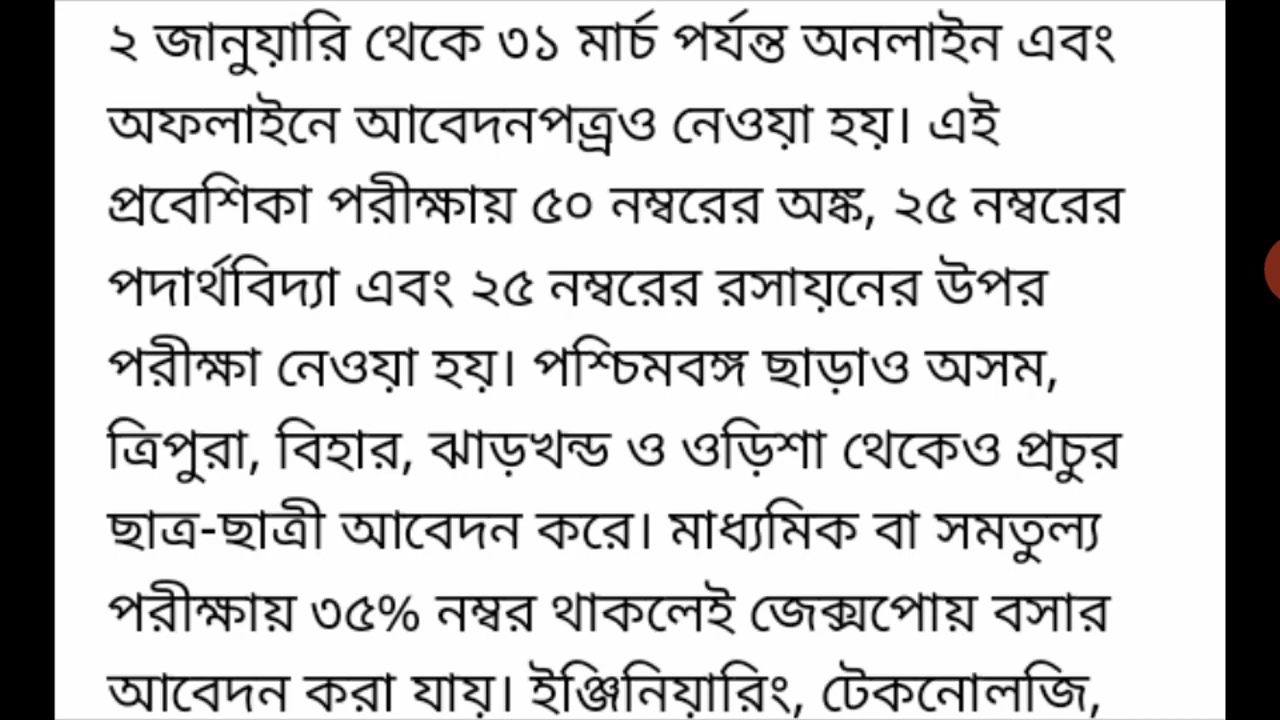 ২ জানুয়ারি থেকে ৩১ মার্চ পর্যন্ত অনলাইন এবং
অফলাইনে আবেদনপত্র্রও নেওয়া হয়। এই
প্রবেশিকা পরীক্ষায় ৫০ নম্বরের অঙ্ক, ২৫ নম্বরের
পদার্থবিদ্যা এবং ২৫ নম্বরের রসায়নের উপর
পরীক্ষা নেওয়া হয়। পশ্চিমবঙ্গ ছাড়াও অসম,
ত্রিপুরা, বিহার, ঝাড়খন্ড ও ওড়িশা থেকেও প্রচুর
ছাত্র-ছাত্রী আবেদন করে। মাধ্যমিক বা সমতুল্য
পরীক্ষায় ৩৫% নম্বর থাকলেই জেক্সপোয় বসার
আবেদন করা যায়। ইঞ্জিনিয়ারিং, টেকনোলজি,